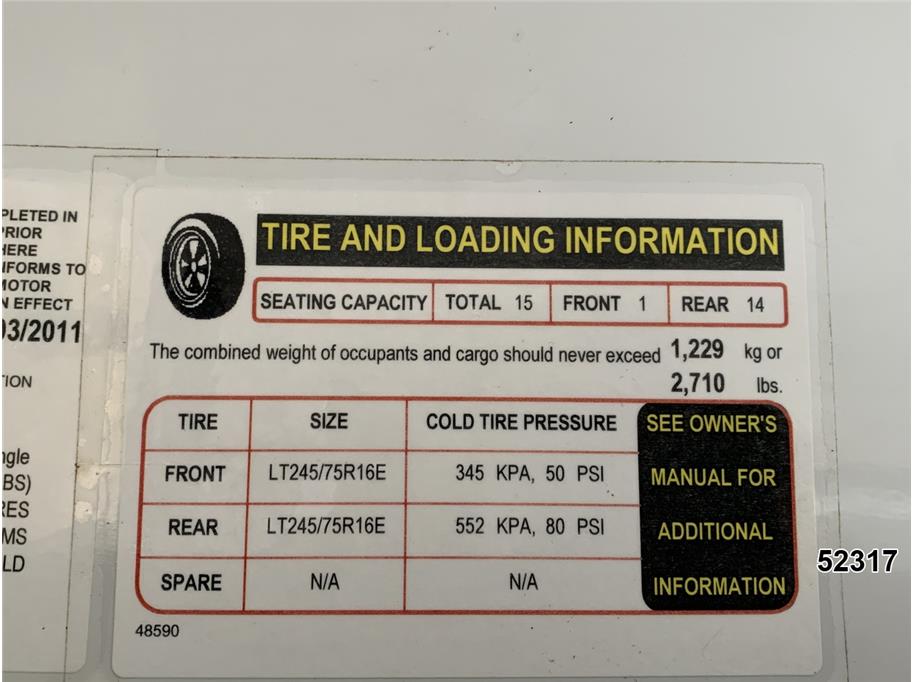 PLETED IN
PRIOR
HERE
NFORMS TO
MOTOR
N EFFECT
03/2011
TION
ngle
BS)
RES
MS
LD
TIRE AND LOADING INFORMATION
SEATING CAPACITY TOTAL 15 FRONT 1 REAR 14
The combined weight of occupants and cargo should never exceed 1,229 kg or
2,710 lbs.
TIRE SIZE COLD TIRE PRESSURE SEE OWNER'S
FRONT LT245/75R16E 345 KPA, 50 PSI MANUAL FOR
REAR LT245/75R16E 552 KPA, 80 PSI ADDITIONAL
SPARE N/A N/A INFORMATION
48590
52317